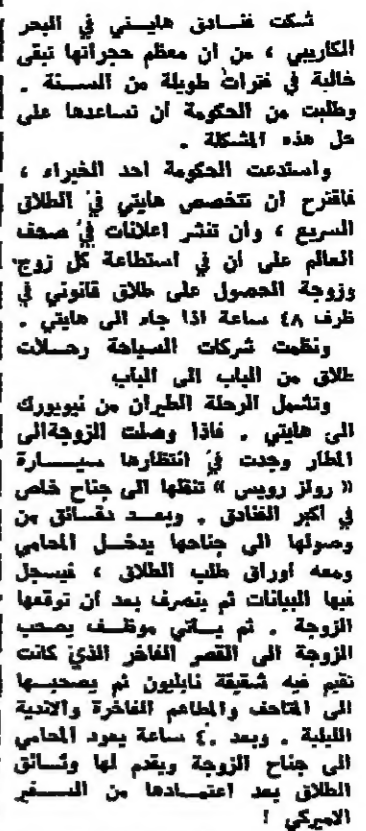 شكت فنادق هايتي في البحر
الكاريبي ، من ان معظم حجراتها تبقى
خالية في فترات طويلة من السنة .
وطلبت من الحكومة ان تساعدها على
حل هذه المشكلة .
واستدعت الحكومة احد الخبراء ،
فاقترح ان تتخصص هايتي في الطلاق
السريع ، وان تنشر اعلانات في صحف
العالم على ان في استطاعة كل زوج
وزوجة الحصول على طلاق قانوني في
ظرف ٤٨ ساعة اذا جاء الى هايتي .
ونظمت شركات السياحة رحلات
طلاق من الباب الى الباب
وتشمل الرحلة الطيران من نيويورك
الى هايتي . فاذا وصلت الزوجة الى
المطار وجدت في انتظارها سيارة
« رولز رويس » تنقلها الى جناح خاص
في اكبر الفنادق . وبعد دقائق من
وصولها الى جناحها يدخل المحامي
ومعه اوراق طلب الطلاق ، فيسجل
فيها البيانات ثم ينصرف بعد ان توقعها
الزوجة . ثم ياتي موظف يصحب
الزوجة الى القصر الفاخر الذي كانت
تقيم فيه شقيقة نابليون ثم يصحبها
الى المتاحف والمطاعم الفاخرة والاندية
الليلية . وبعد ٤٠ ساعة يعود المحامي
الى جناح الزوجة ويقدم لها وثائق
الطلاق بعد اعتمادها من السفير
الاميركي !